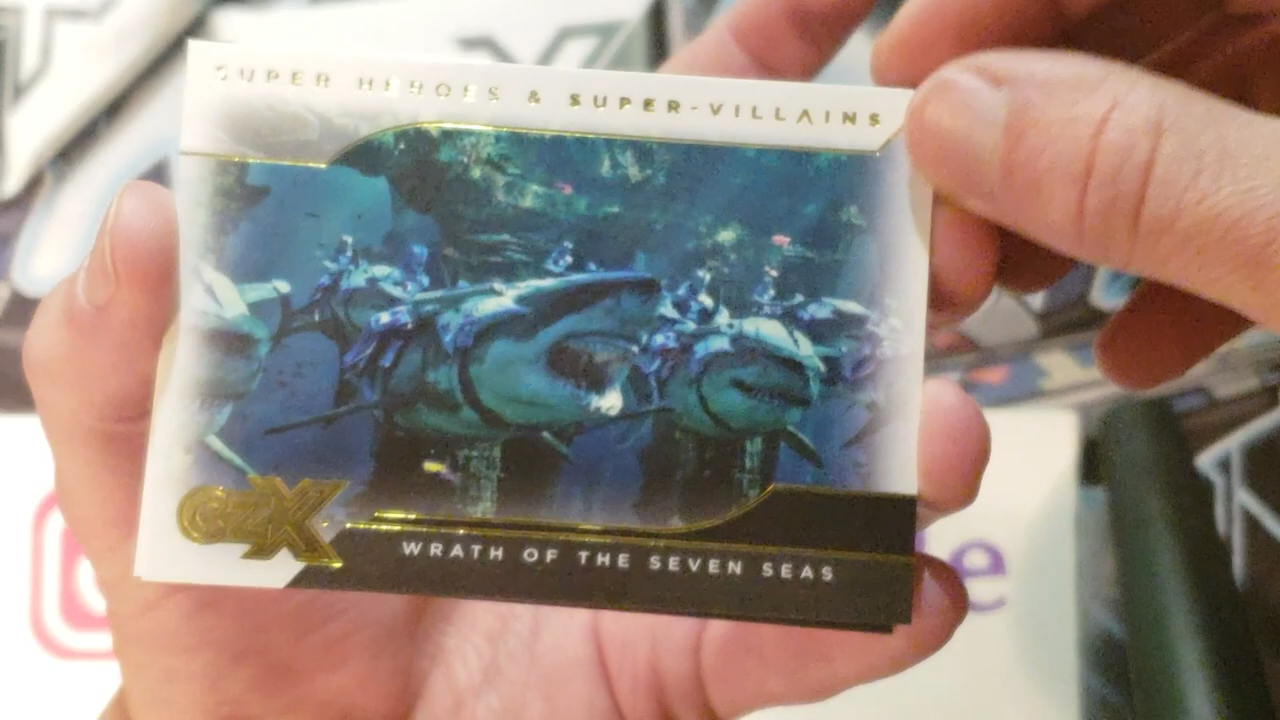 SUPER HEROES & SUPER-VILLAINS
CZX
WRATH OF THE SEVEN SEAS
e